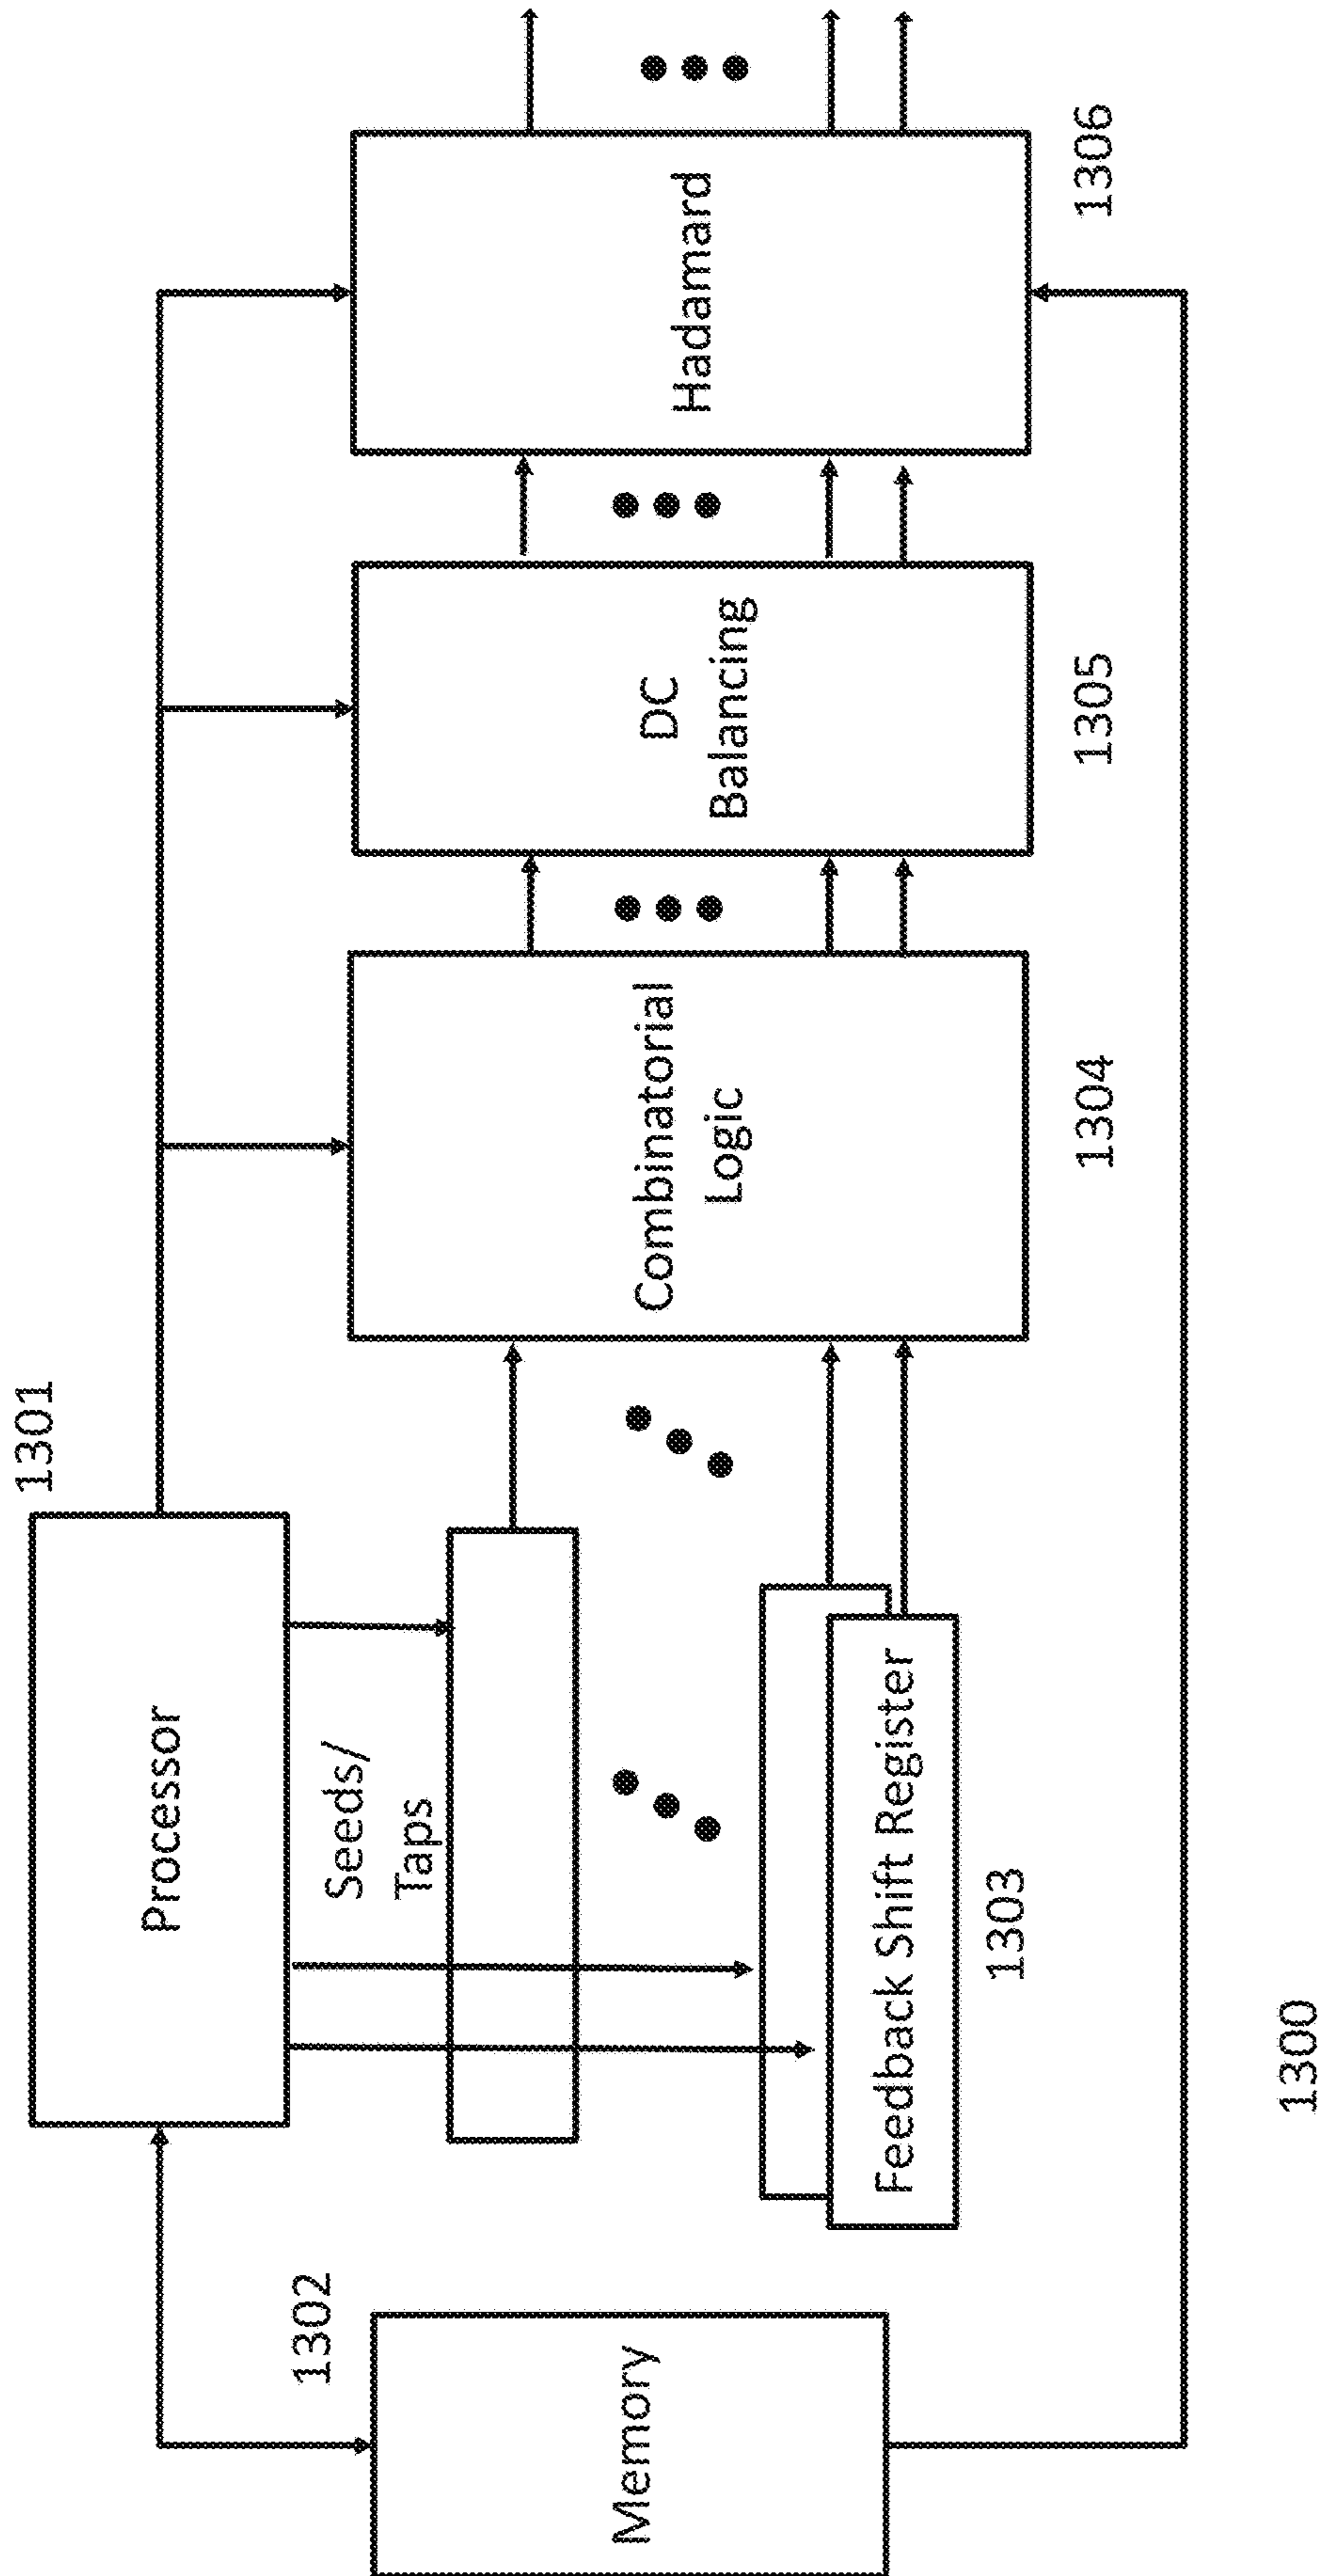 1301
Processor
1302
Seeds/
Taps
Memory
Combinatorial
Logic
DC
Balancing
Hadamard
Feedback Shift Register
1303
1304
1305
1306
1300